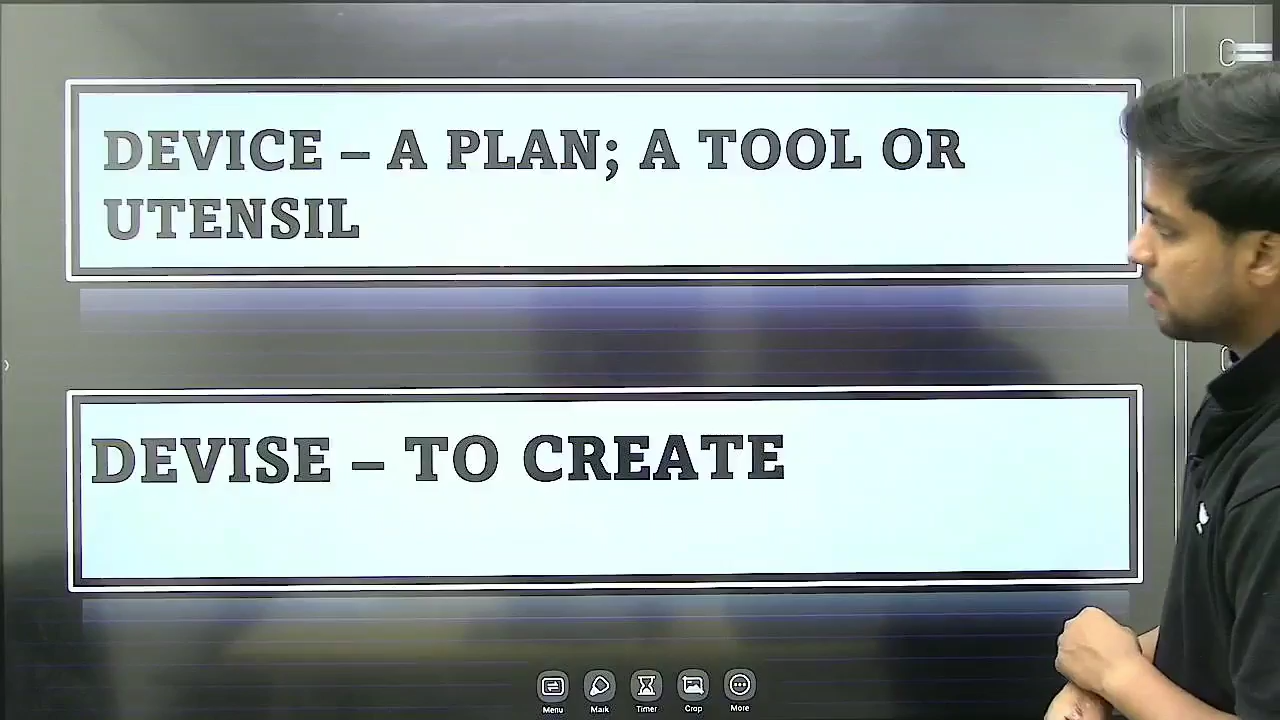 DEVICE – A PLAN; A TOOL OR
UTENSIL
DEVISE – TO CREATE
Menu Mark Timer Crop More